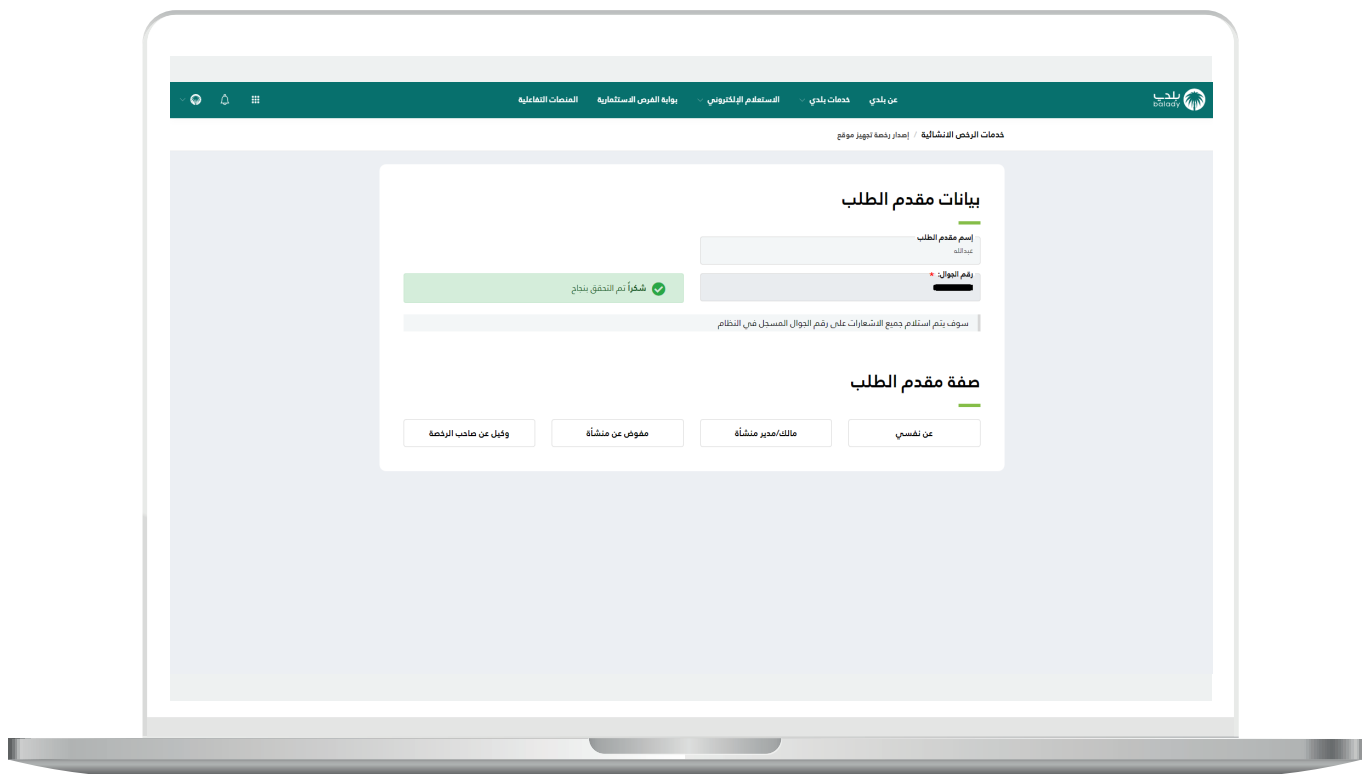 بلدي
balady
عن بلدي
خدمات بلدي
الاستعلام الإلكتروني
بوابة الفرص الاستثمارية
المنصات التفاعلية
خدمات الرخص الانشائية / إصدار رخصة تجهيز موقع
بيانات مقدم الطلب
إسم مقدم الطلب
عبدالله
رقم الجوال: *
شكراً تم التحقق بنجاح
سوف يتم استلام جميع الاشعارات على رقم الجوال المسجل في النظام
صفة مقدم الطلب
عن نفسي
مالك/مدير منشأة
مفوض عن منشأة
وكيل عن صاحب الرخصة